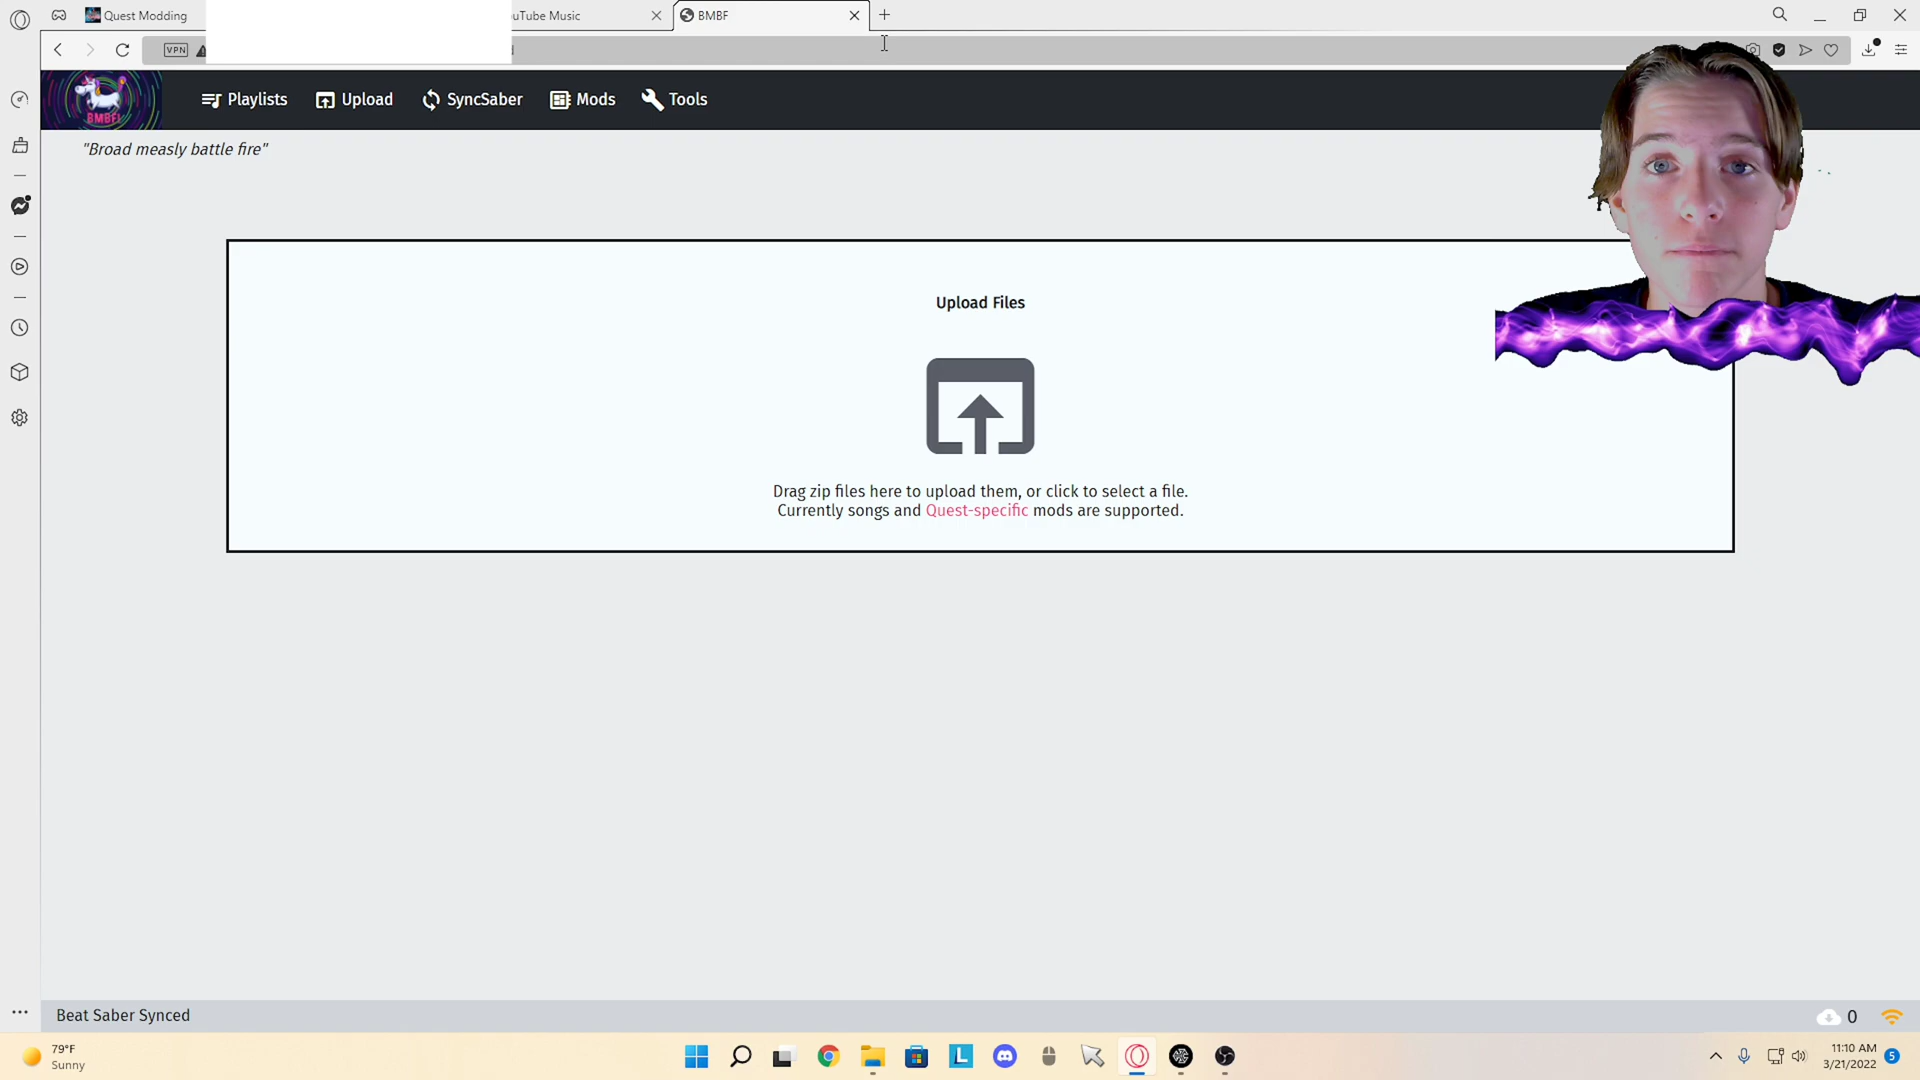 Quest Modding
uTube Music
BMBF
VPN
BMBF!
Playlists
Upload
SyncSaber
Mods
Tools
"Broad measly battle fire"
Upload Files
Drag zip files here to upload them, or click to select a file.
Currently songs and Quest-specific mods are supported.
Beat Saber Synced
0
79°F
Sunny
L
11:10 AM
3/21/2022
5